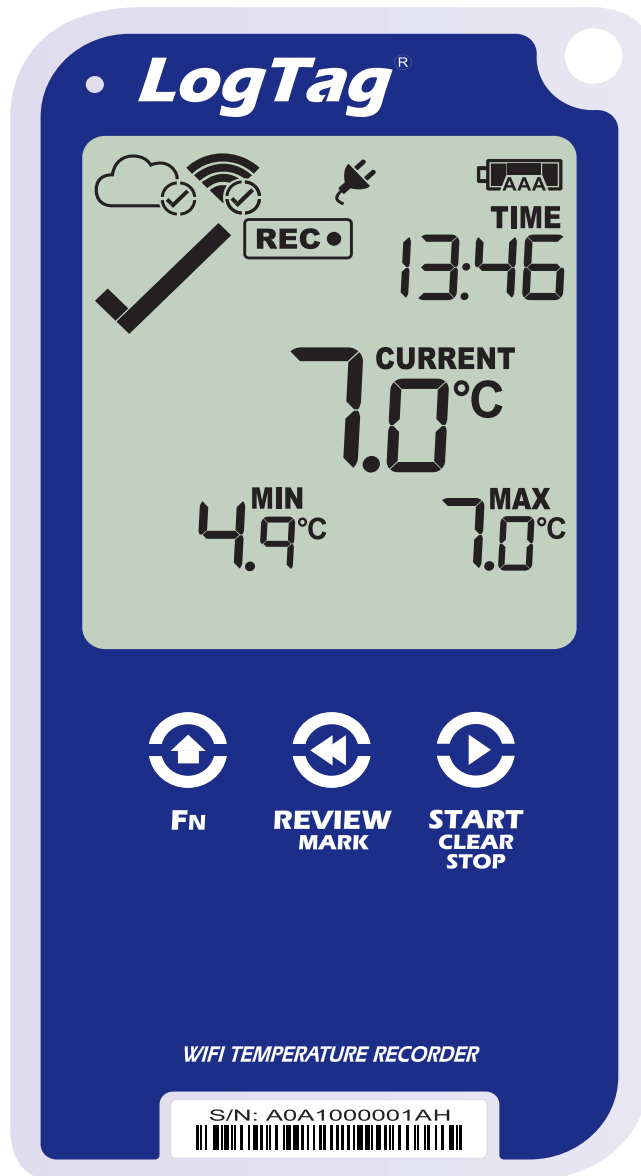 LogTag®
AAA
TIME
REC
13:46
CURRENT
7.0°C
MIN MAX
4.9°C 7.0°C
FN REVIEW START
MARK CLEAR
STOP
WIFI TEMPERATURE RECORDER
S/N: A0A1000001AH